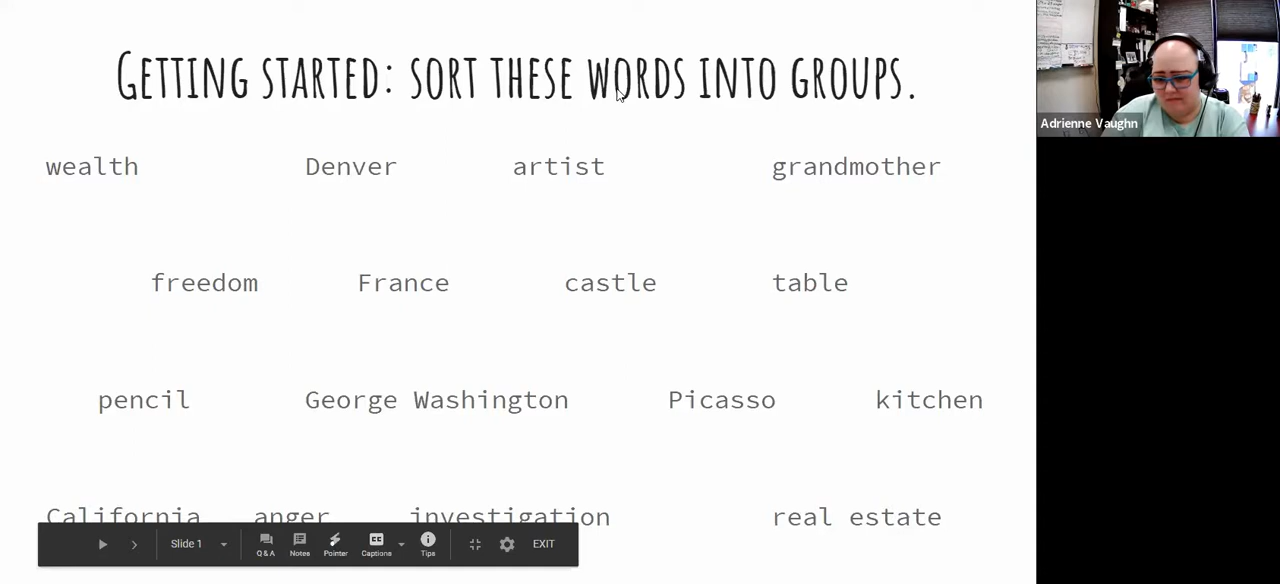 Getting started: sort these words into groups.
Adrienne Vaughn
wealth Denver artist grandmother
freedom France castle table
pencil George Washington Picasso kitchen
California anger investigation real estate
Slide 1 Q & A Notes Pointer Captions Tips EXIT